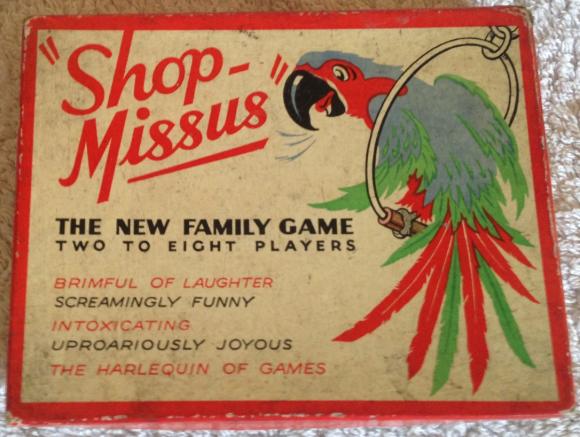 "Shop-
Missus"
THE NEW FAMILY GAME
TWO TO EIGHT PLAYERS
BRIMFUL OF LAUGHTER
SCREAMINGLY FUNNY
INTOXICATING
UPROARIOUSLY JOYOUS
THE HARLEQUIN OF GAMES